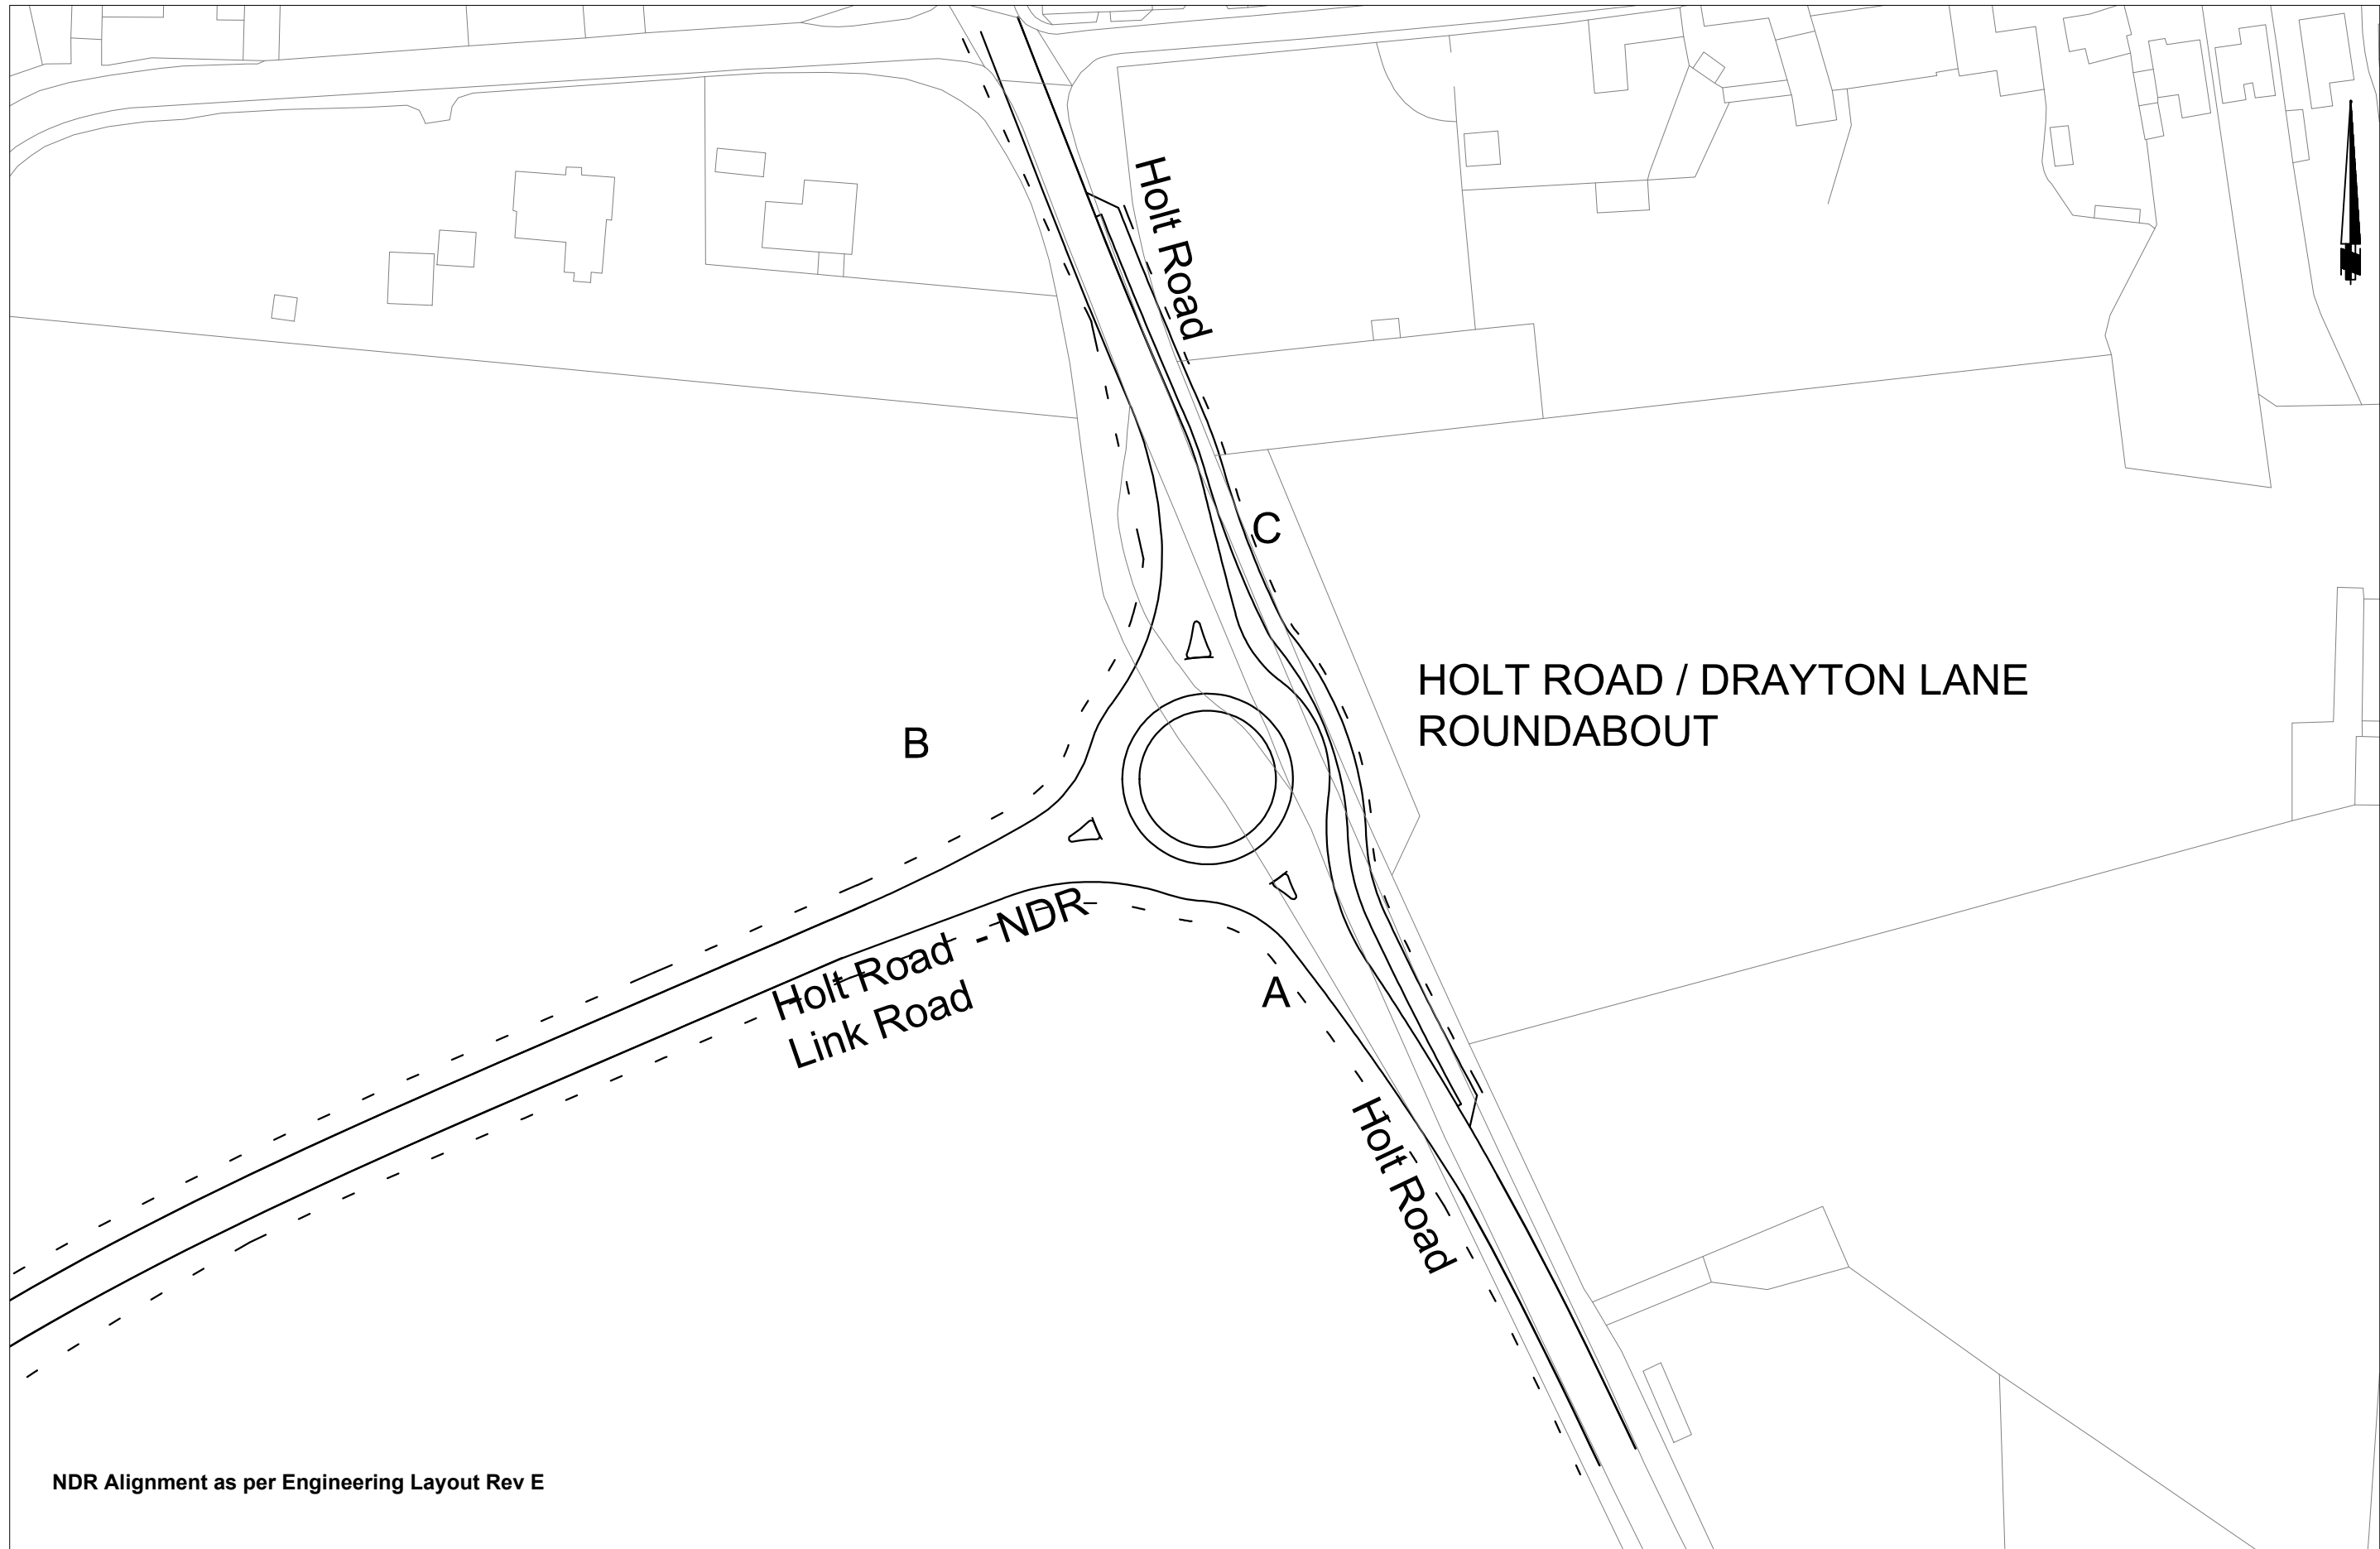 Holt Road
C
HOLT ROAD / DRAYTON LANE
ROUNDABOUT
B
Holt Road - NDR
Link Road
A
Holt Road
NDR Alignment as per Engineering Layout Rev E